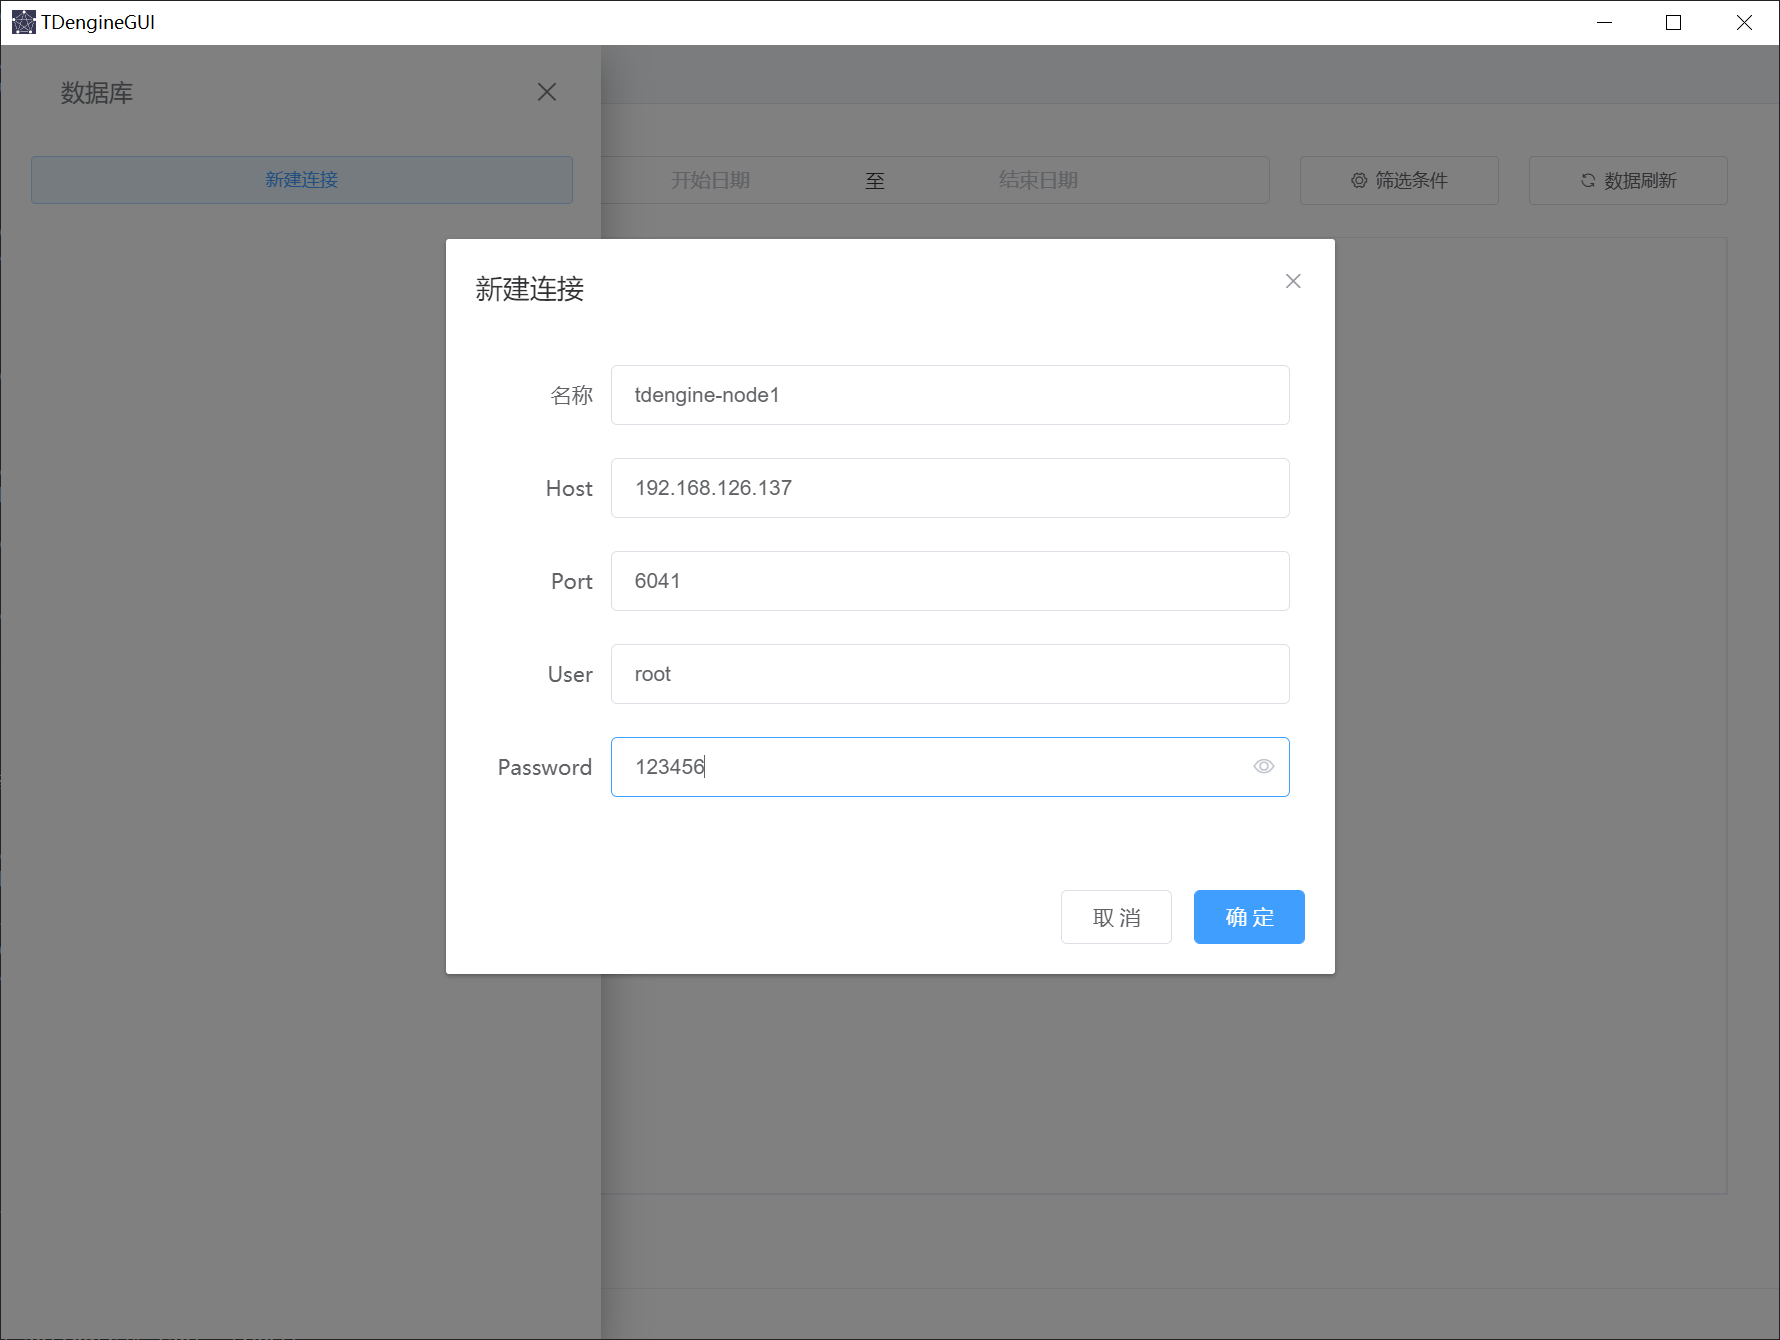 TDengineGUI
数据库
新建连接
开始日期 至 结束日期
筛选条件
数据刷新
新建连接
名称 tdengine-node1
Host 192.168.126.137
Port 6041
User root
Password 123456
取 消
确 定